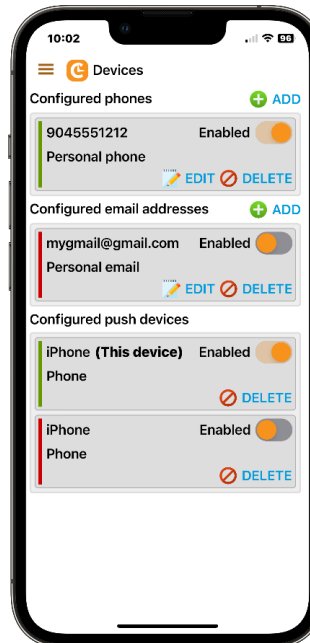 10:02
96
Devices
Configured phones ADD
9045551212 Enabled
Personal phone
EDIT DELETE
Configured email addresses ADD
mygmail@gmail.com Enabled
Personal email
EDIT DELETE
Configured push devices
iPhone (This device) Enabled
Phone
DELETE
iPhone Enabled
Phone
DELETE